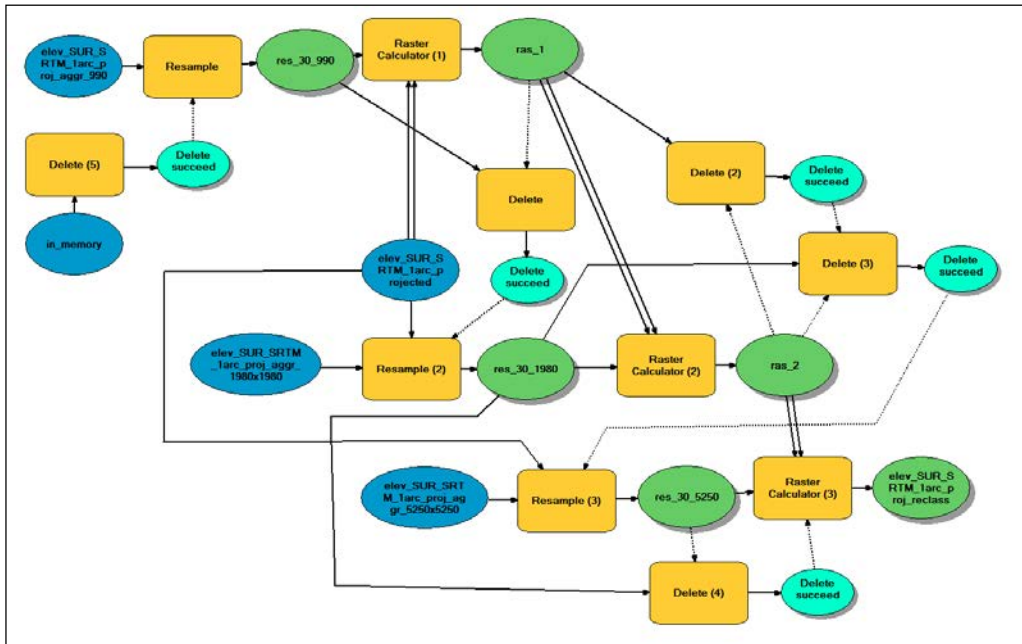 elev_SUR_S
RTM_1arc_p
roj_aggr_990
Resample
res_30_990
Raster
Calculator (1)
ras_1
Delete (5)
Delete
succeed
Delete
Delete (2)
Delete
succeed
in_memory
elev_SUR_S
RTM_1arc_p
rojected
Delete
succeed
Delete (3)
Delete
succeed
elev_SUR_SRTM
_1arc_proj_aggr_
1980x1980
Resample (2)
res_30_1980
Raster
Calculator (2)
ras_2
elev_SUR_SRT
M_1arc_proj_ag
gr_5250x5250
Resample (3)
res_30_5250
Raster
Calculator (3)
elev_SUR_S
RTM_1arc_p
roj_reclass
Delete (4)
Delete
succeed